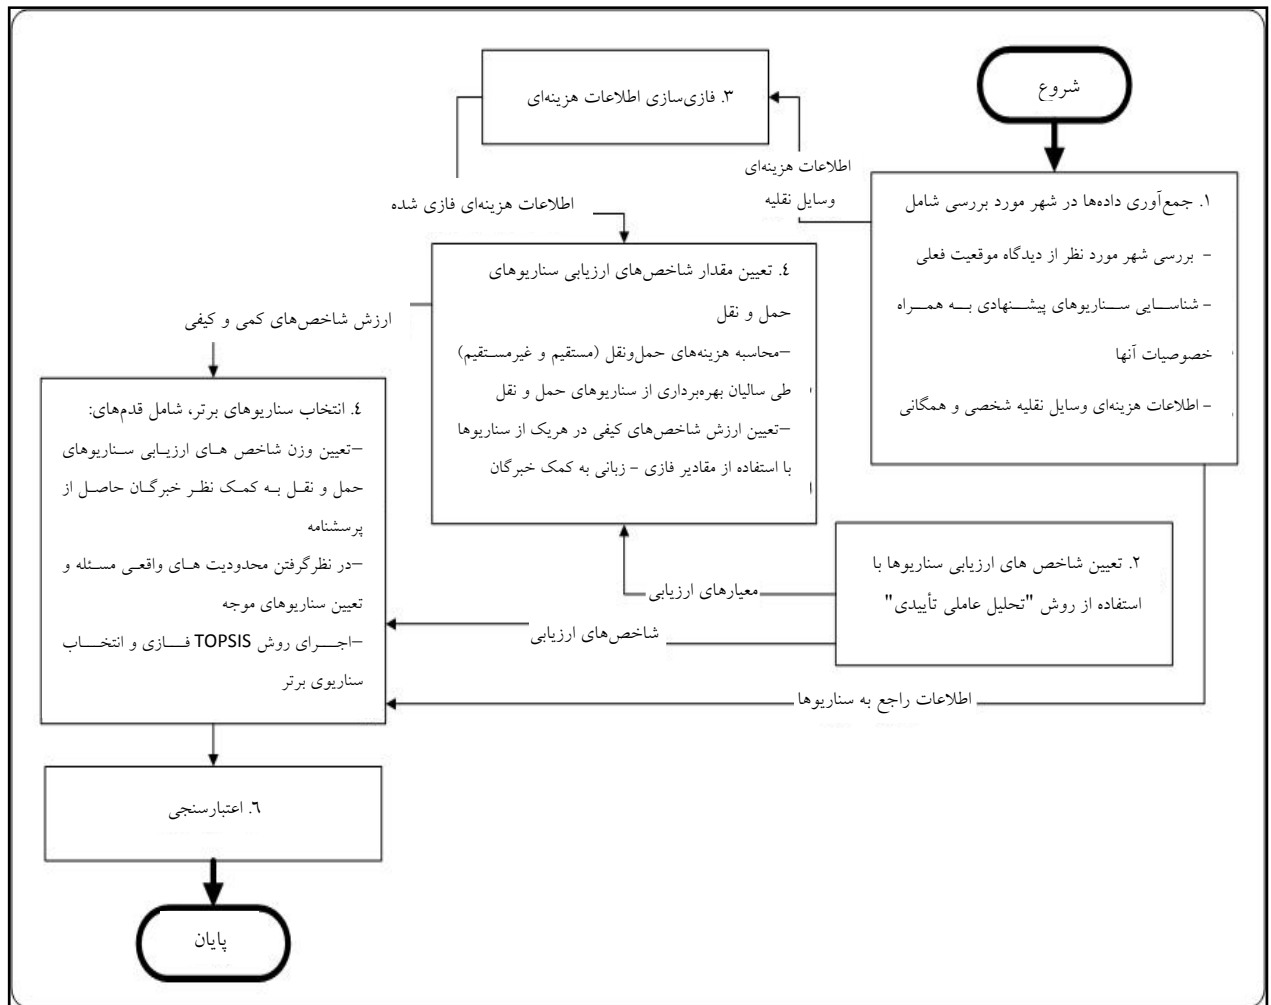 شروع
۱. جمع‌آوری داده‌ها در شهر مورد بررسی شامل
- بررسی شهر مورد نظر از دیدگاه موقعیت فعلی
- شناسایی سناریوهای پیشنهادی به همراه
خصوصیات آنها
- اطلاعات هزینه‌ای وسایل نقلیه شخصی و همگانی
اطلاعات هزینه‌ای
وسایل نقلیه
۳. فازی‌سازی اطلاعات هزینه‌ای
اطلاعات هزینه‌ای فازی شده
٤. تعیین مقدار شاخص‌های ارزیابی سناریوهای
حمل و نقل
-محاسبه هزینه‌های حمل‌ونقل (مستقیم و غیرمستقیم)
طی سالیان بهره‌برداری از سناریوهای حمل و نقل
-تعیین ارزش شاخص‌های کیفی در هریک از سناریوها
با استفاده از مقادیر فازی - زبانی به کمک خبرگان
۲. تعیین شاخص های ارزیابی سناریوها با
استفاده از روش "تحلیل عاملی تأییدی"
معیارهای ارزیابی
شاخص‌های ارزیابی
اطلاعات راجع به سناریوها
ارزش شاخص‌های کمی و کیفی
٤. انتخاب سناریوهای برتر، شامل قدم‌های:
-تعیین وزن شاخص های ارزیابی سناریوهای
حمل و نقل به کمک نظر خبرگان حاصل از
پرسشنامه
-در نظرگرفتن محدودیت های واقعی مسئله و
تعیین سناریوهای موجه
-اجرای روش TOPSIS فازی و انتخاب
سناریوی برتر
٦. اعتبارسنجی
پایان